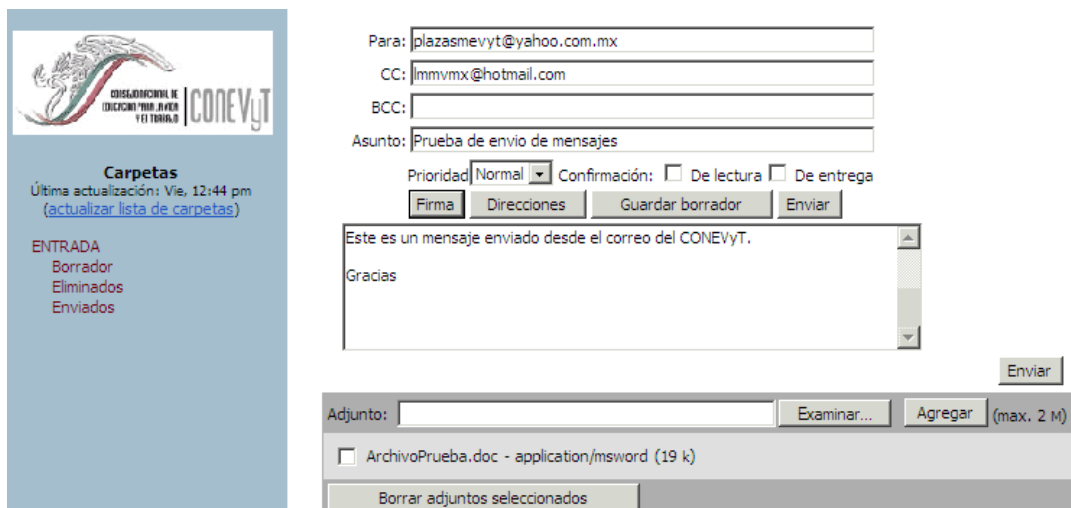 CONEVyT
Carpetas
Última actualización: Vie, 12:44 pm
(actualizar lista de carpetas)
ENTRADA
Borrador
Eliminados
Enviados
Para: plazasmevyt@yahoo.com.mx
CC: lmmvmx@hotmail.com
BCC:
Asunto: Prueba de envio de mensajes
Prioridad Normal Confirmación: De lectura De entrega
Firma Direcciones Guardar borrador Enviar
Este es un mensaje enviado desde el correo del CONEVyT.
Gracias
Enviar
Adjunto: Examinar... Agregar (max. 2 M)
ArchivoPrueba.doc - application/msword (19 k)
Borrar adjuntos seleccionados